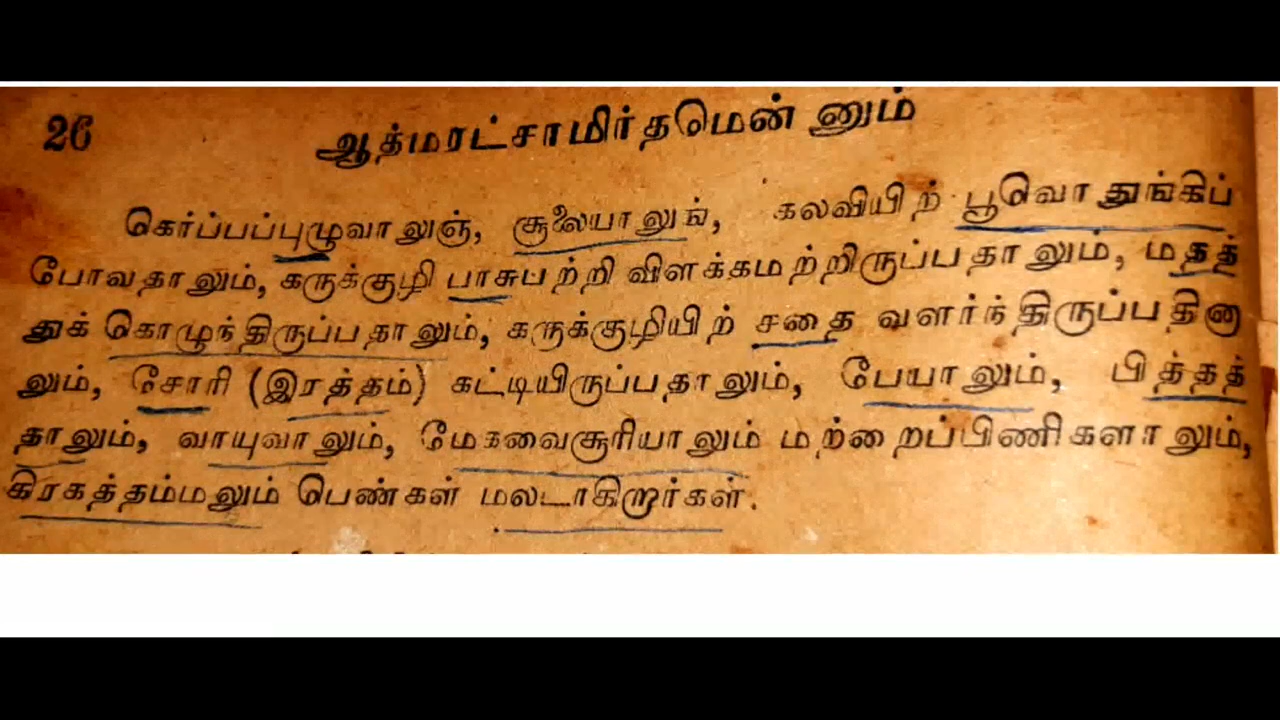 26
ஆத்மரட்சாமிர்தமென்னும்
கெர்ப்பப்புழுவாலுஞ், சூலையாலுங், கலவியிற் பூவொதுங்கிப்
போவதாலும், கருக்குழி பாசுபற்றி விளக்கமற்றிருப்பதாலும், மதத்
துக் கொழுந்திருப்பதாலும், கருக்குழியிற் சதை வளர்ந்திருப்பதினா
லும், சோரி (இரத்தம்) கட்டியிருப்பதாலும், பேயாலும், பித்தத்
தாலும், வாயுவாலும், மேகவைசூரியாலும் மற்றைப்பிணிகளாலும்,
கிரகத்தம்மலும் பெண்கள் மலடாகிறார்கள்.